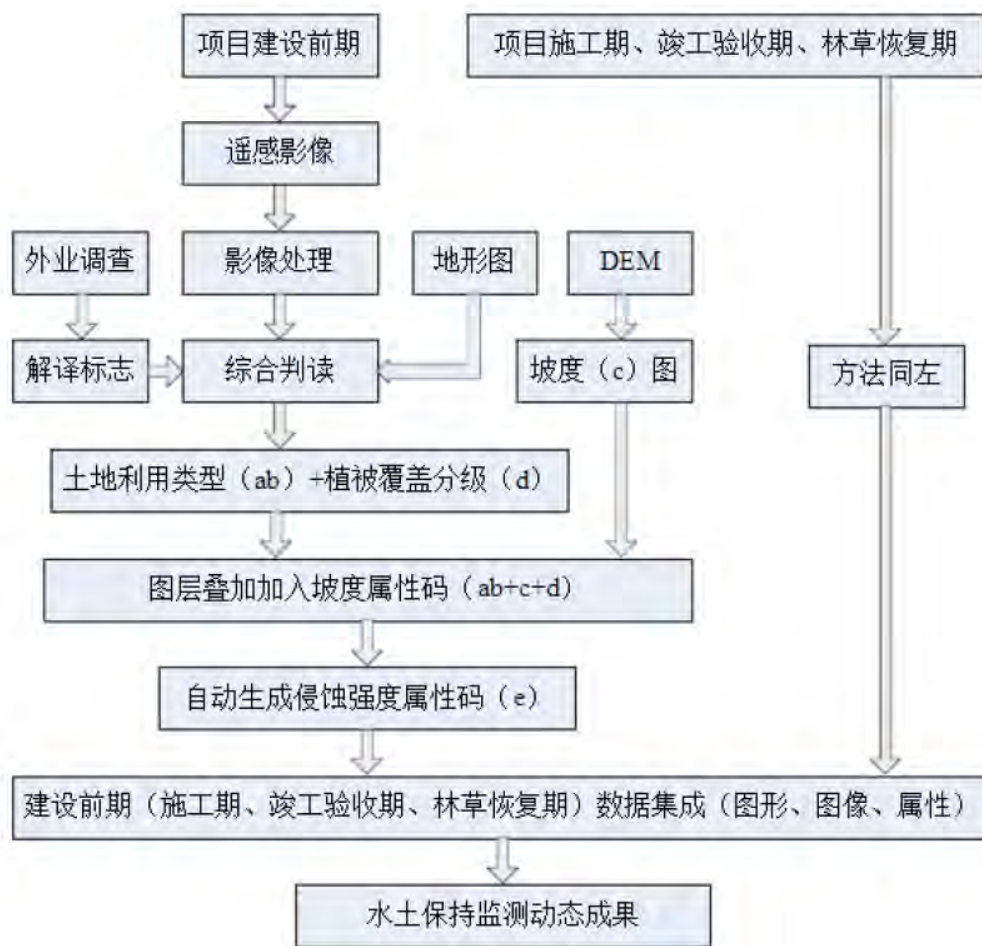 项目建设前期
项目施工期、竣工验收期、林草恢复期
遥感影像
外业调查
影像处理
地形图
DEM
解译标志
综合判读
坡度（c）图
方法同左
土地利用类型（ab）+植被覆盖分级（d）
图层叠加加入坡度属性码（ab+c+d）
自动生成侵蚀强度属性码（e）
建设前期（施工期、竣工验收期、林草恢复期）数据集成（图形、图像、属性）
水土保持监测动态成果